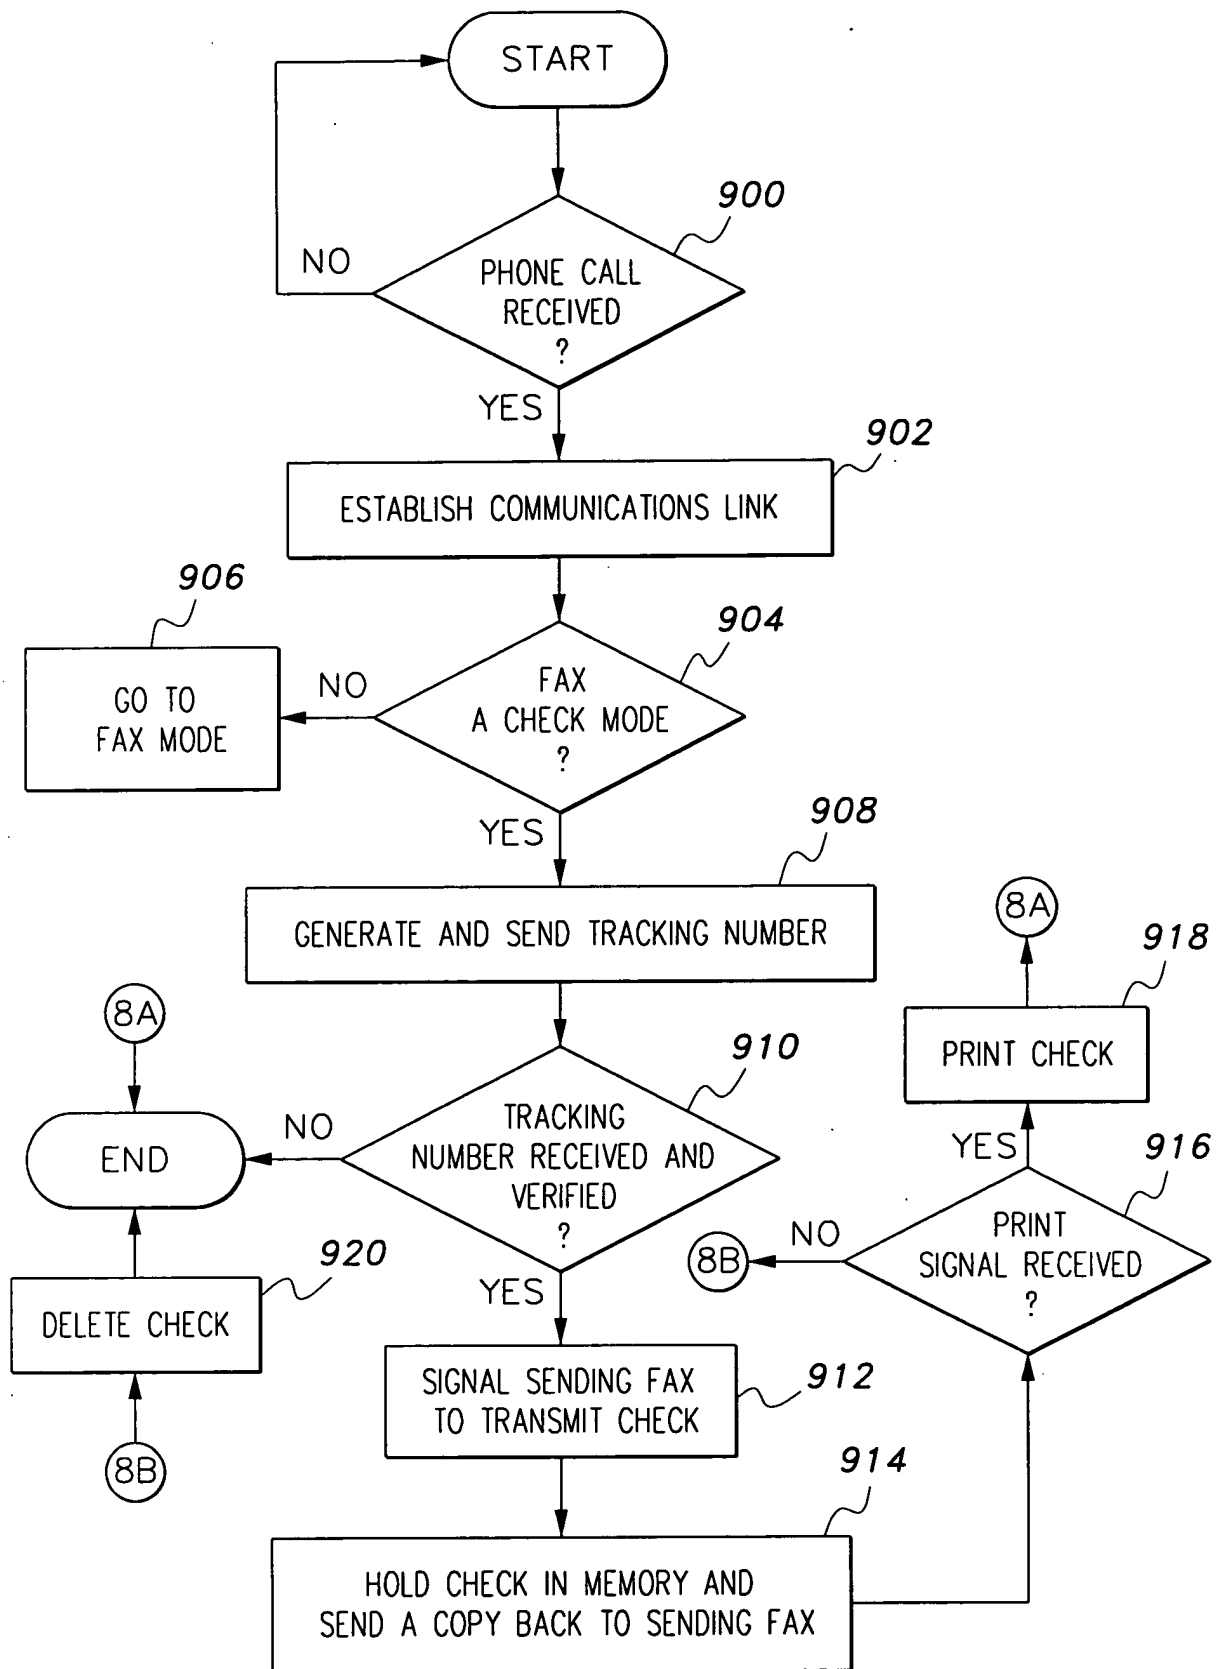 START
900
NO
PHONE CALL
RECEIVED
?
YES
902
ESTABLISH COMMUNICATIONS LINK
906
904
GO TO
FAX MODE
NO
FAX
A CHECK MODE
?
YES
908
GENERATE AND SEND TRACKING NUMBER
8A
918
PRINT CHECK
8A
910
END
NO
TRACKING
NUMBER RECEIVED AND
VERIFIED
?
YES
916
PRINT
SIGNAL RECEIVED
?
NO
8B
920
DELETE CHECK
8B
YES
SIGNAL SENDING FAX
TO TRANSMIT CHECK
912
914
HOLD CHECK IN MEMORY AND
SEND A COPY BACK TO SENDING FAX